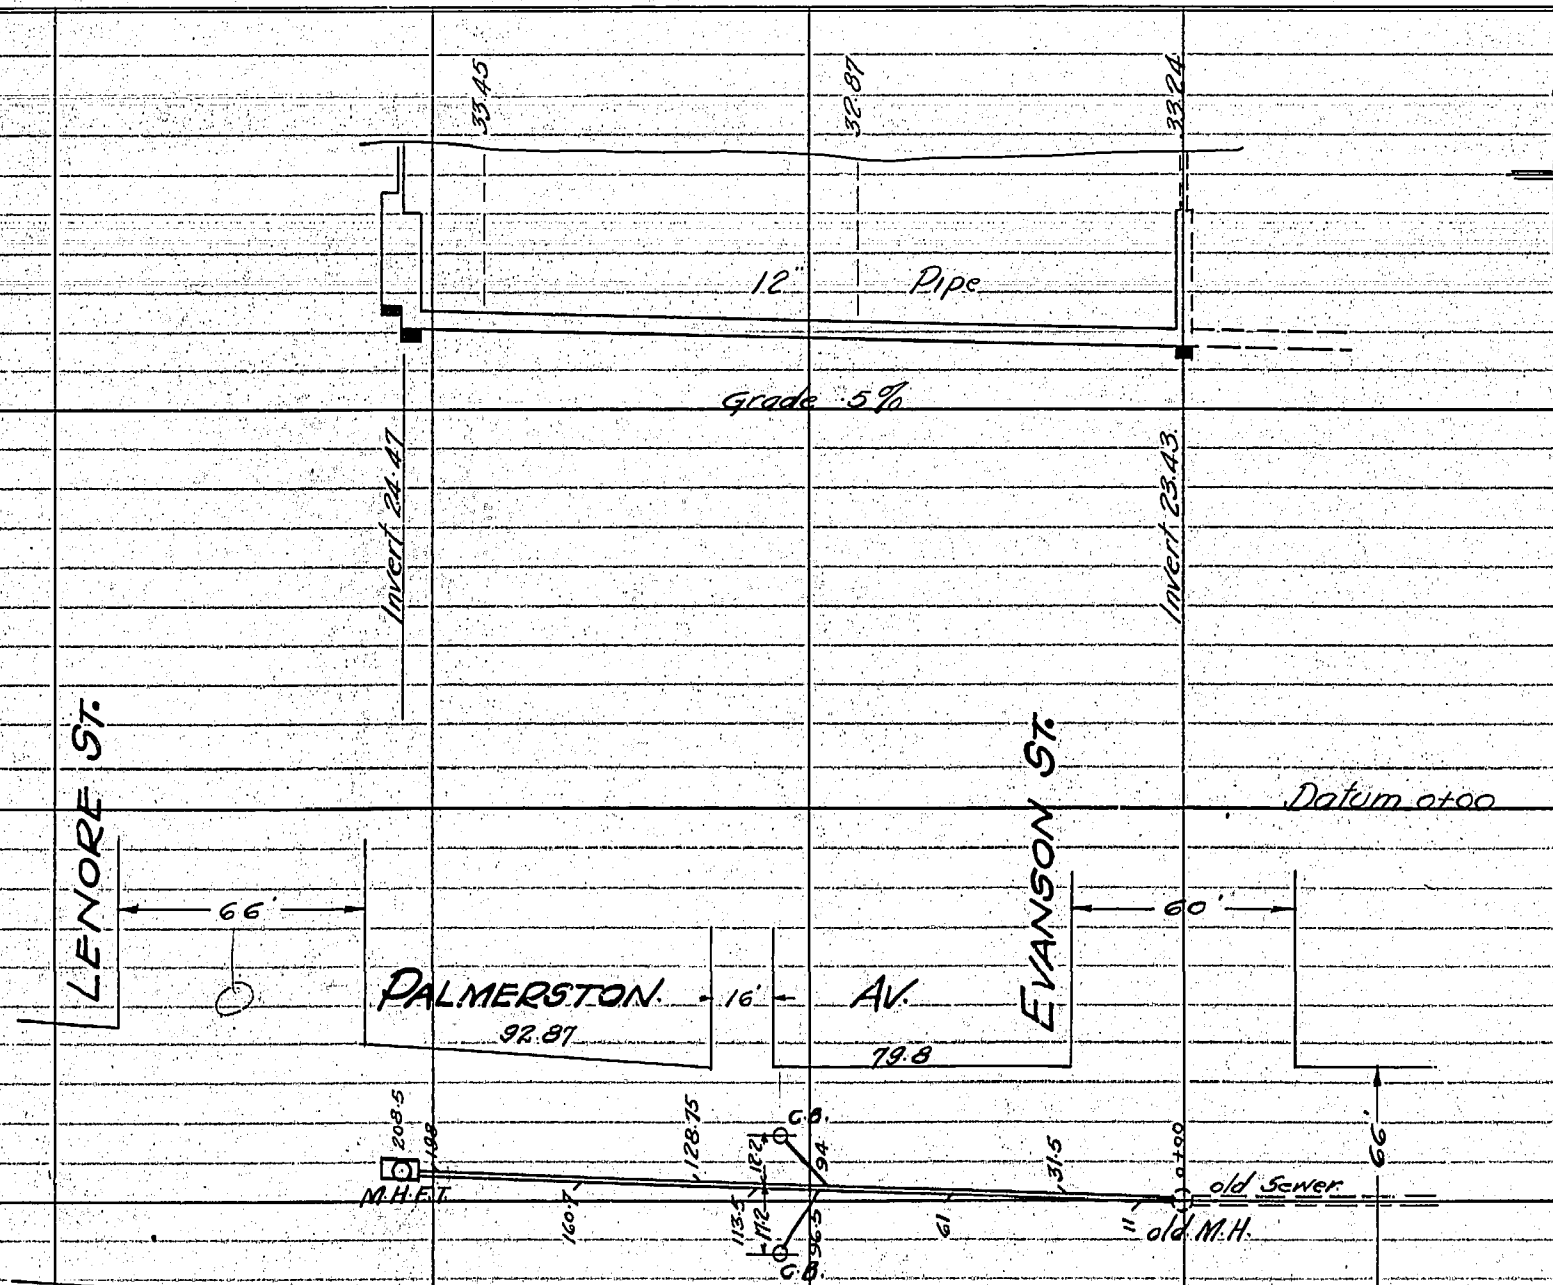 33.45
32.87
33.24
12" Pipe
Grade .5%
Invert 24.47
Invert 23.43
LENORE ST.
EVANSON ST.
Datum 0+00
66'
60'
PALMERSTON. 16' AV.
92.87
79.8
66'
208.5
198
128.75
C.B.
94
31.5
0+00
old Sewer
M.H.F.T.
160.7
113.5
96.5
61
11
old M.H.
C.B.